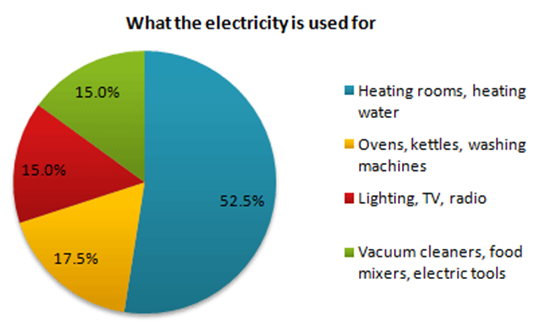 What the electricity is used for
15.0%
15.0%
52.5%
17.5%
Heating rooms, heating
water
Ovens, kettles, washing
machines
Lighting, TV, radio
Vacuum cleaners, food
mixers, electric tools